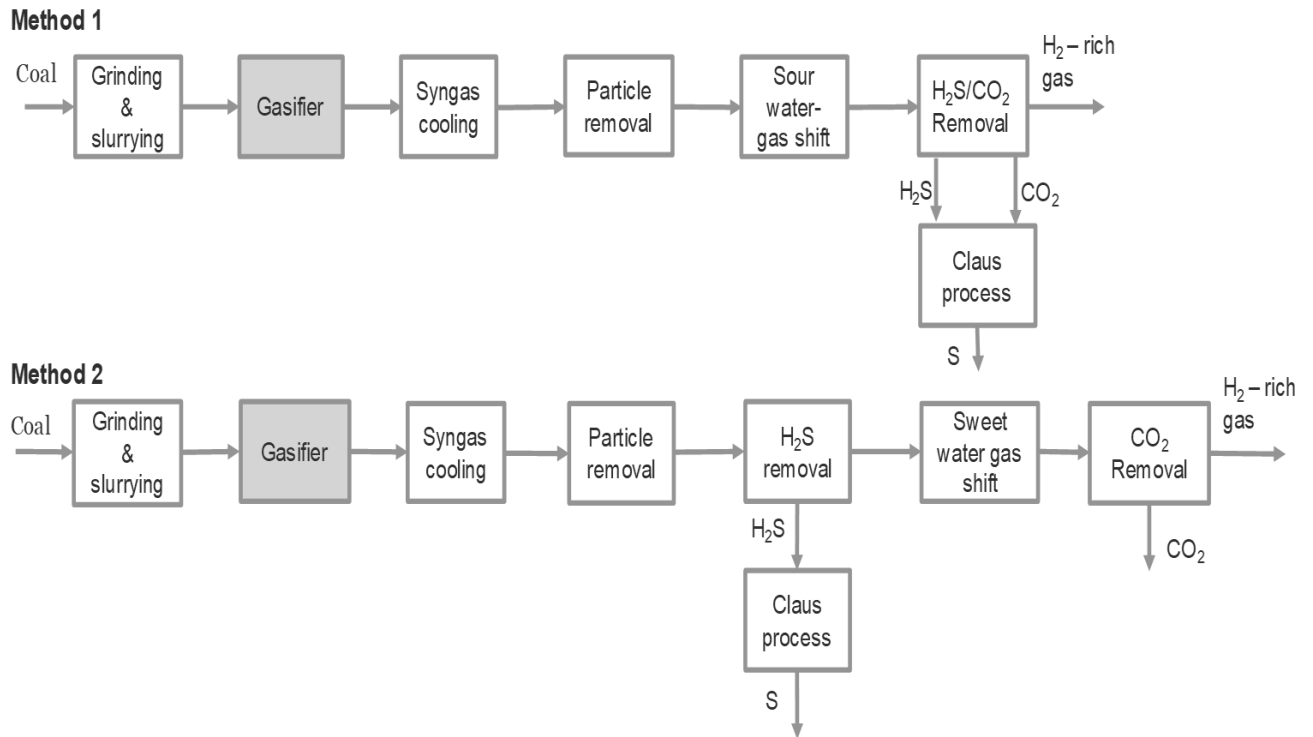 Method 1
Coal
Grinding
&
slurrying
Gasifier
Syngas
cooling
Particle
removal
Sour
water-
gas shift
H₂S/CO₂
Removal
H₂ – rich
gas
H₂S
CO₂
Claus
process
S
Method 2
Coal
Grinding
&
slurrying
Gasifier
Syngas
cooling
Particle
removal
H₂S
removal
Sweet
water gas
shift
CO₂
Removal
H₂ – rich
gas
H₂S
CO₂
Claus
process
S